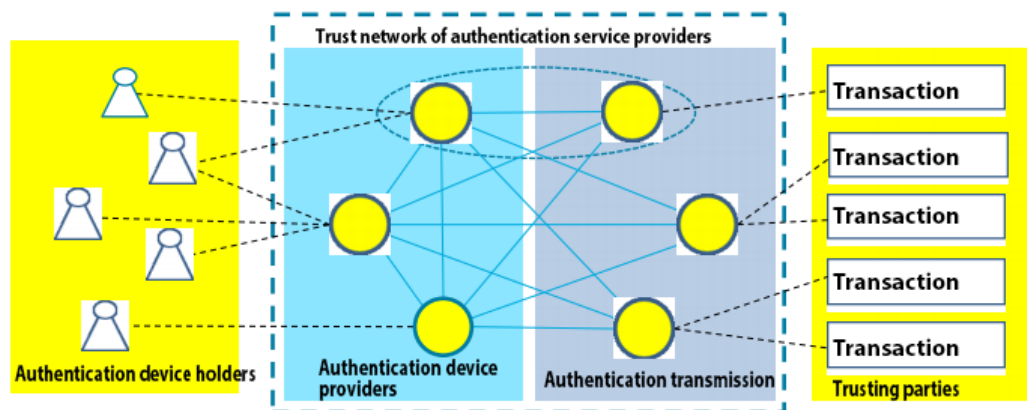 Trust network of authentication service providers
Transaction
Transaction
Transaction
Transaction
Transaction
Authentication device holders
Authentication device
providers
Authentication transmission
Trusting parties